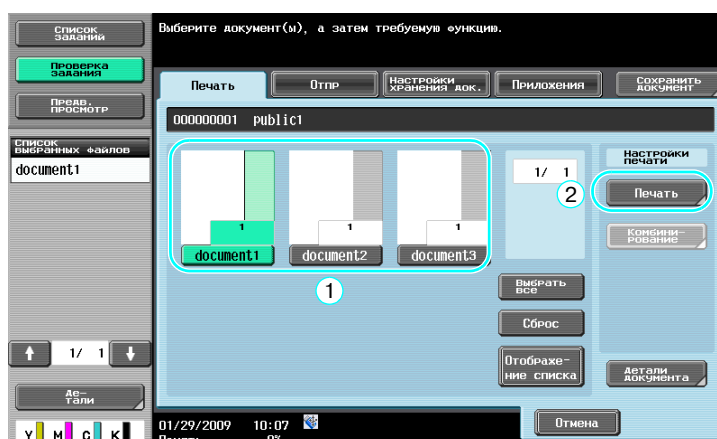 Список
заданий
Проверка
задания
Предв.
просмотр
Список
выбранных файлов
document1
1/ 1
Де-
тали
Y M C K
Выберите документ(ы), а затем требуемую функцию.
Печать
Отпр
Настройки
хранения док.
Приложения
Сохранить
документ
000000001 public1
1
document1
1
document2
1
document3
1
1/ 1
2
Выбрать
все
Сброс
Отображе-
ние списка
Настройки
печати
Печать
Комбини-
рование
Детали
документа
01/29/2009 10:07
Отмена